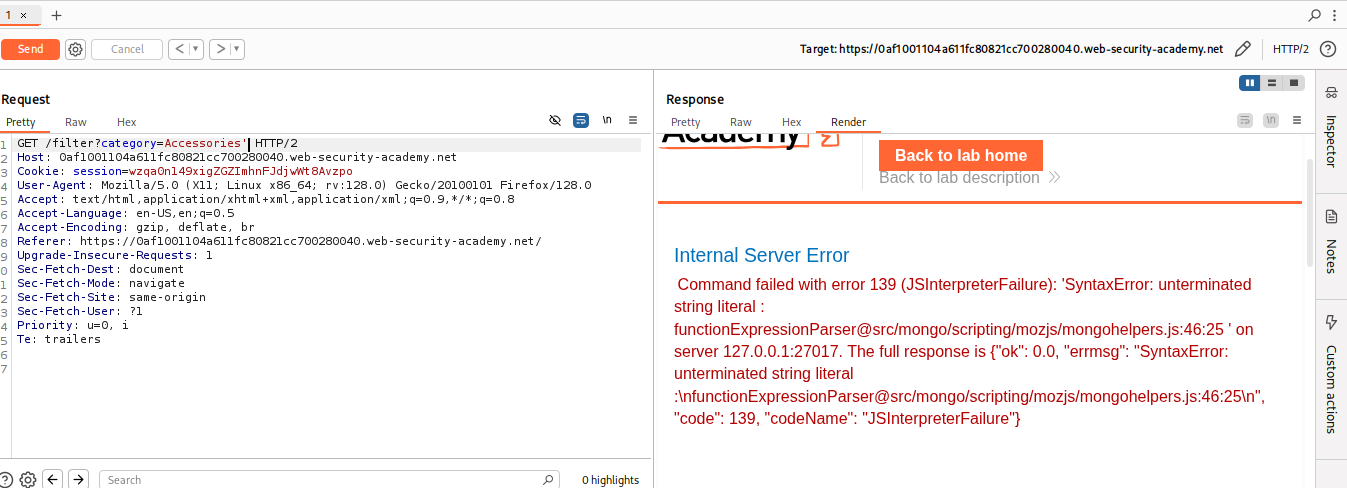 1 ×
Send
Cancel
Target: https://0af1001104a611fc80821cc700280040.web-security-academy.net
HTTP/2
Request
Pretty Raw Hex
\n
1 GET /filter?category=Accessories' HTTP/2
2 Host: 0af1001104a611fc80821cc700280040.web-security-academy.net
3 Cookie: session=wzqaOnl49xigZGZImhnFJdjwWt8Avzpo
4 User-Agent: Mozilla/5.0 (X11; Linux x86_64; rv:128.0) Gecko/20100101 Firefox/128.0
5 Accept: text/html,application/xhtml+xml,application/xml;q=0.9,*/*;q=0.8
6 Accept-Language: en-US,en;q=0.5
7 Accept-Encoding: gzip, deflate, br
8 Referer: https://0af1001104a611fc80821cc700280040.web-security-academy.net/
9 Upgrade-Insecure-Requests: 1
0 Sec-Fetch-Dest: document
1 Sec-Fetch-Mode: navigate
2 Sec-Fetch-Site: same-origin
3 Sec-Fetch-User: ?1
4 Priority: u=0, i
5 Te: trailers
6
7
Search
0 highlights
Response
Pretty Raw Hex Render
\n
Academy
Back to lab home
Back to lab description
Internal Server Error
Command failed with error 139 (JSInterpreterFailure): 'SyntaxError: unterminated
string literal :
functionExpressionParser@src/mongo/scripting/mozjs/mongohelpers.js:46:25 ' on
server 127.0.0.1:27017. The full response is {"ok": 0.0, "errmsg": "SyntaxError:
unterminated string literal
:\nfunctionExpressionParser@src/mongo/scripting/mozjs/mongohelpers.js:46:25\n",
"code": 139, "codeName": "JSInterpreterFailure"}
Inspector
Notes
Custom actions